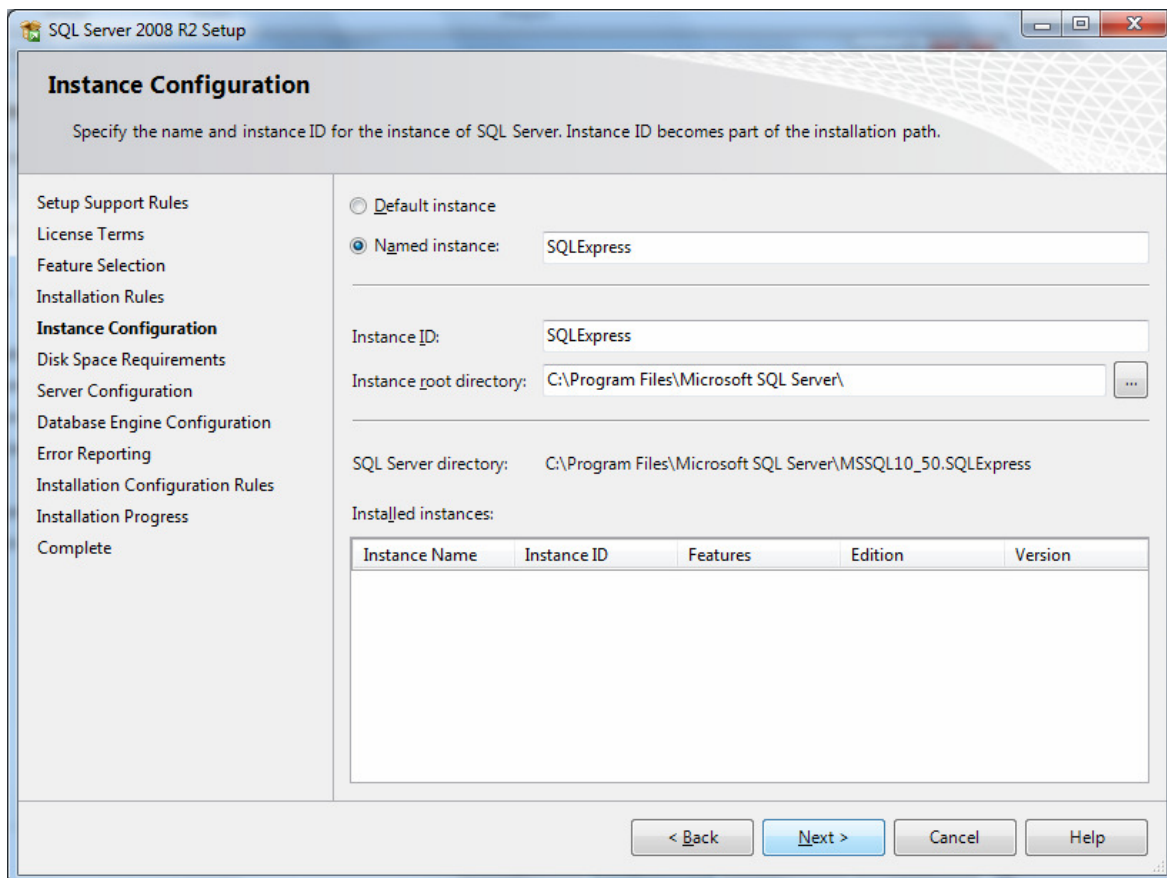 SQL Server 2008 R2 Setup
Instance Configuration
Specify the name and instance ID for the instance of SQL Server. Instance ID becomes part of the installation path.
Setup Support Rules
License Terms
Feature Selection
Installation Rules
Instance Configuration
Disk Space Requirements
Server Configuration
Database Engine Configuration
Error Reporting
Installation Configuration Rules
Installation Progress
Complete
Default instance
Named instance: SQLExpress
Instance ID: SQLExpress
Instance root directory: C:\Program Files\Microsoft SQL Server\ ...
SQL Server directory: C:\Program Files\Microsoft SQL Server\MSSQL10_50.SQLExpress
Installed instances:
Instance Name Instance ID Features Edition Version
< Back Next > Cancel Help